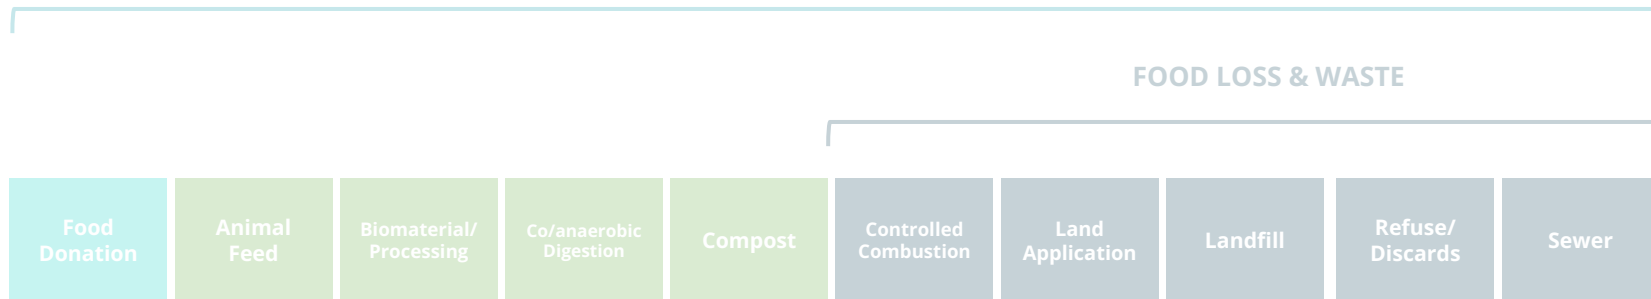 FOOD LOSS & WASTE
Food
Donation
Animal
Feed
Biomaterial/
Processing
Co/anaerobic
Digestion
Compost
Controlled
Combustion
Land
Application
Landfill
Refuse/
Discards
Sewer